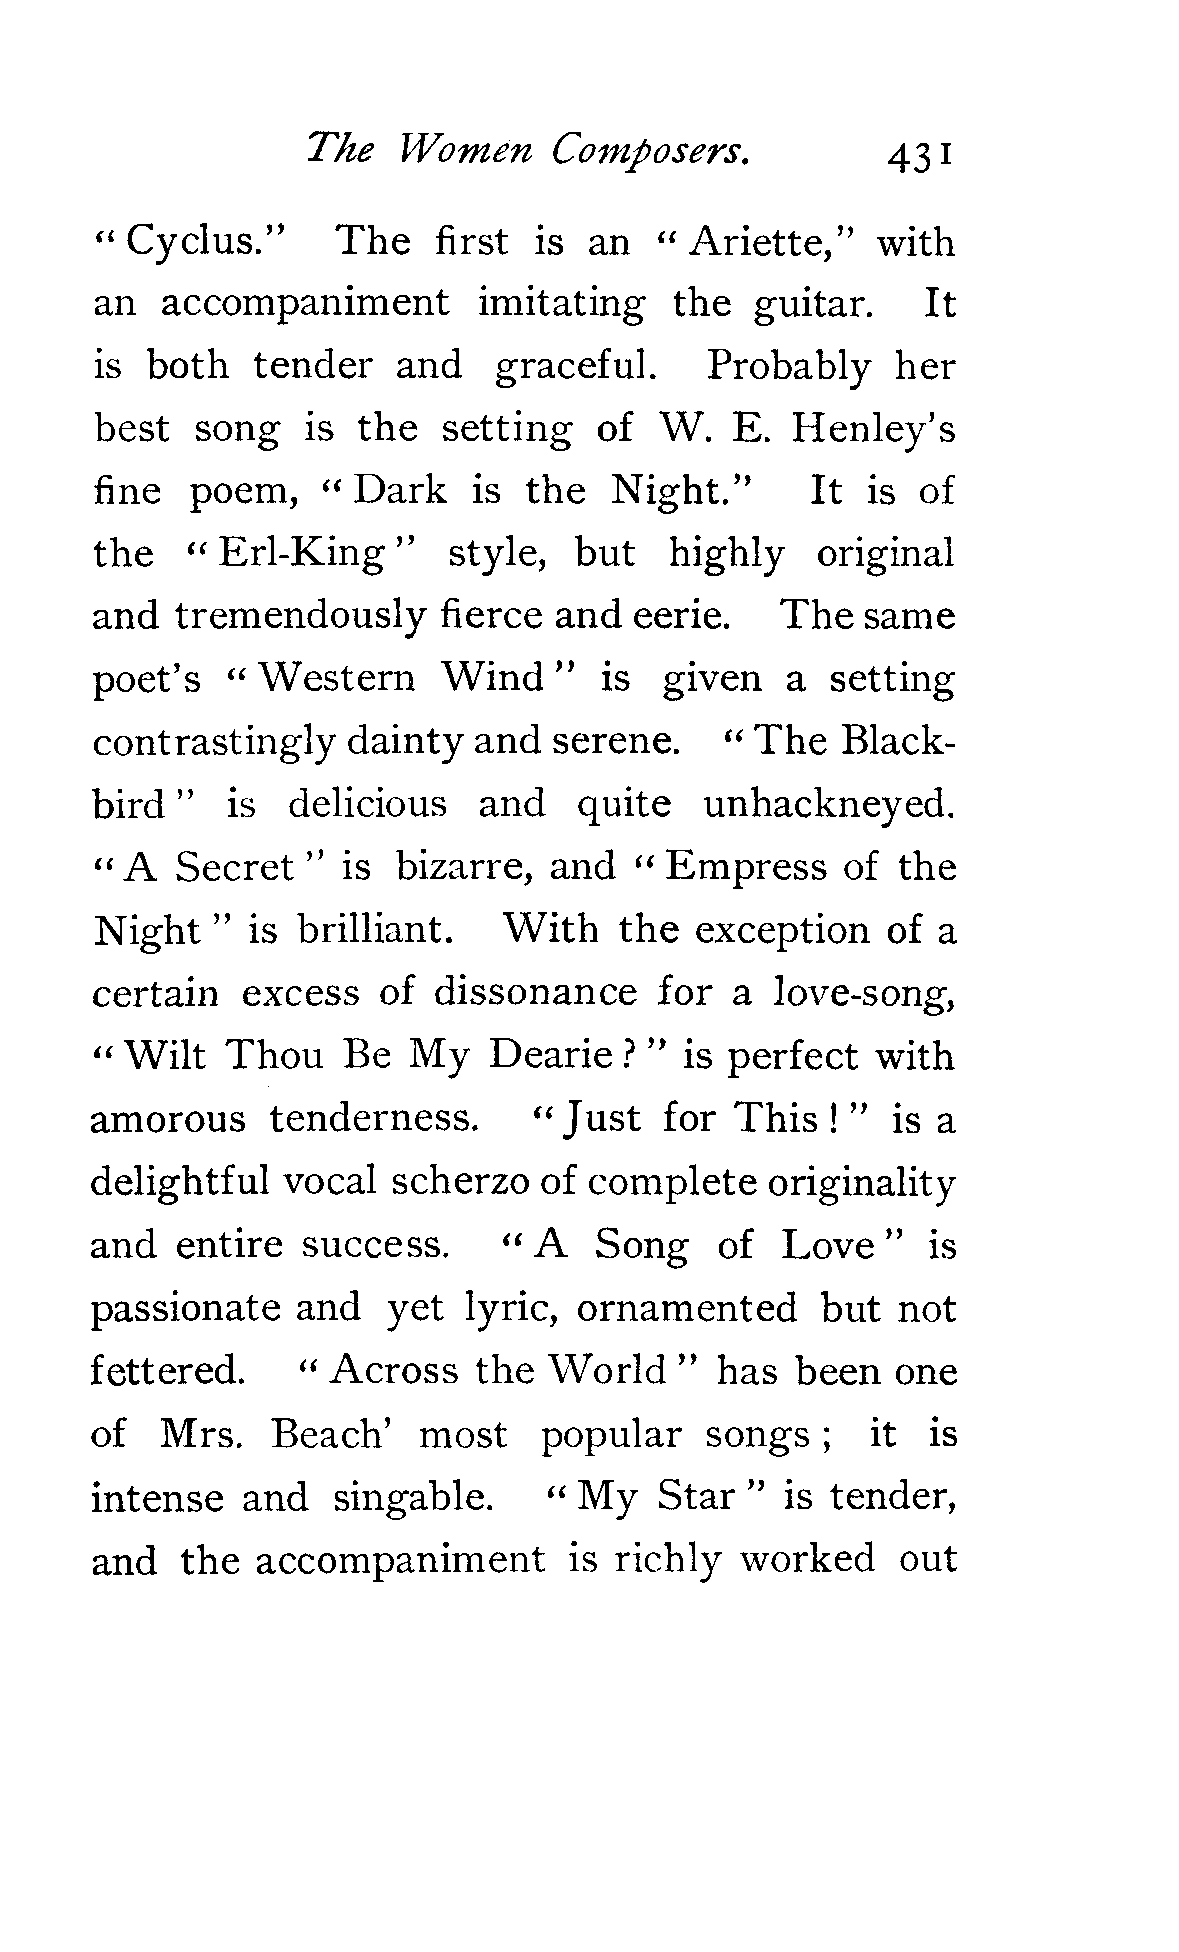 The Women Composers. 431
"Cyclus." The first is an "Ariette," with
an accompaniment imitating the guitar. It
is both tender and graceful. Probably her
best song is the setting of W. E. Henley's
fine poem, "Dark is the Night." It is of
the "Erl-King" style, but highly original
and tremendously fierce and eerie. The same
poet's "Western Wind" is given a setting
contrastingly dainty and serene. "The Black-
bird" is delicious and quite unhackneyed.
"A Secret" is bizarre, and "Empress of the
Night" is brilliant. With the exception of a
certain excess of dissonance for a love-song,
"Wilt Thou Be My Dearie?" is perfect with
amorous tenderness. "Just for This!" is a
delightful vocal scherzo of complete originality
and entire success. "A Song of Love" is
passionate and yet lyric, ornamented but not
fettered. "Across the World" has been one
of Mrs. Beach' most popular songs; it is
intense and singable. "My Star" is tender,
and the accompaniment is richly worked out